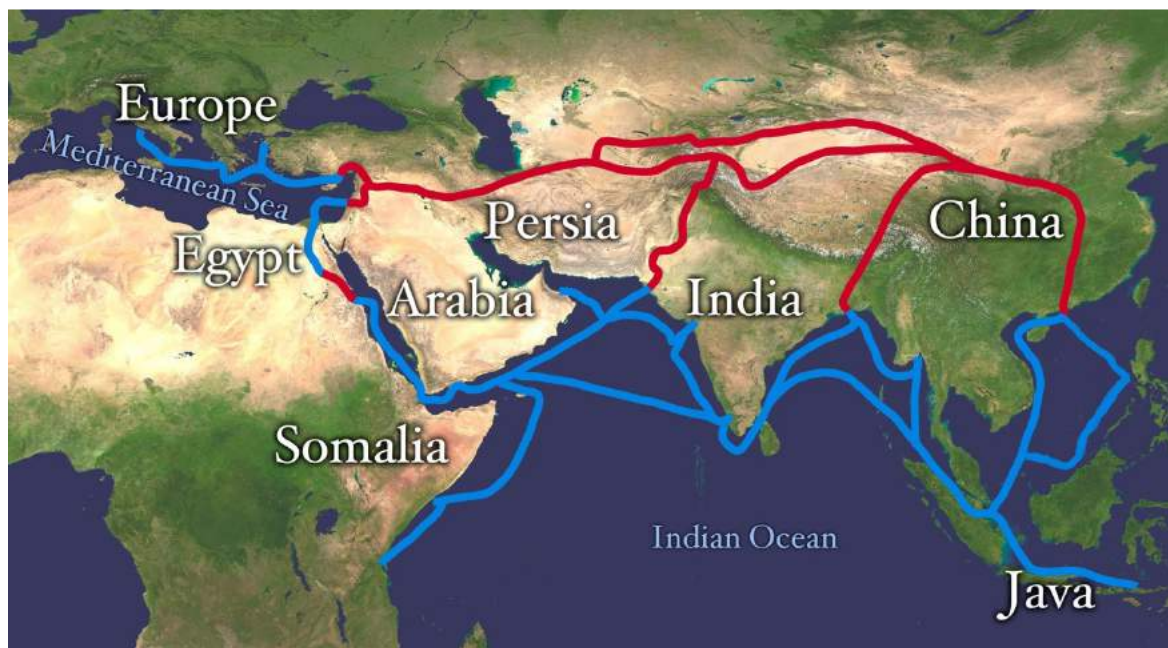 Europe
Mediterranean Sea
Egypt
Persia
China
Arabia
India
Somalia
Indian Ocean
Java